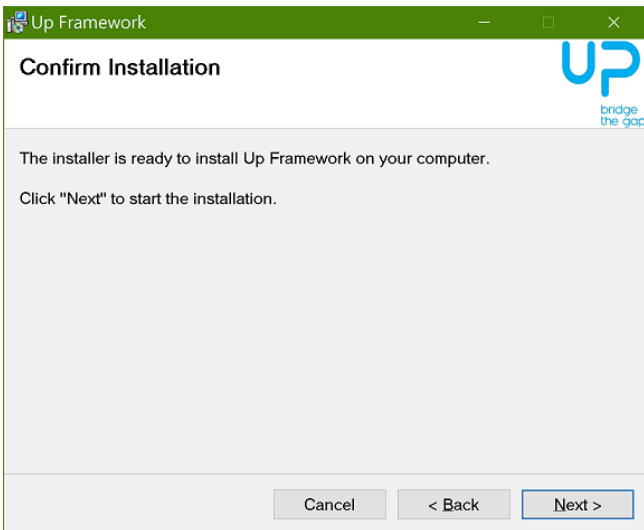 Up Framework
Confirm Installation
UP
bridge
the gap
The installer is ready to install Up Framework on your computer.
Click "Next" to start the installation.
Cancel
< Back
Next >